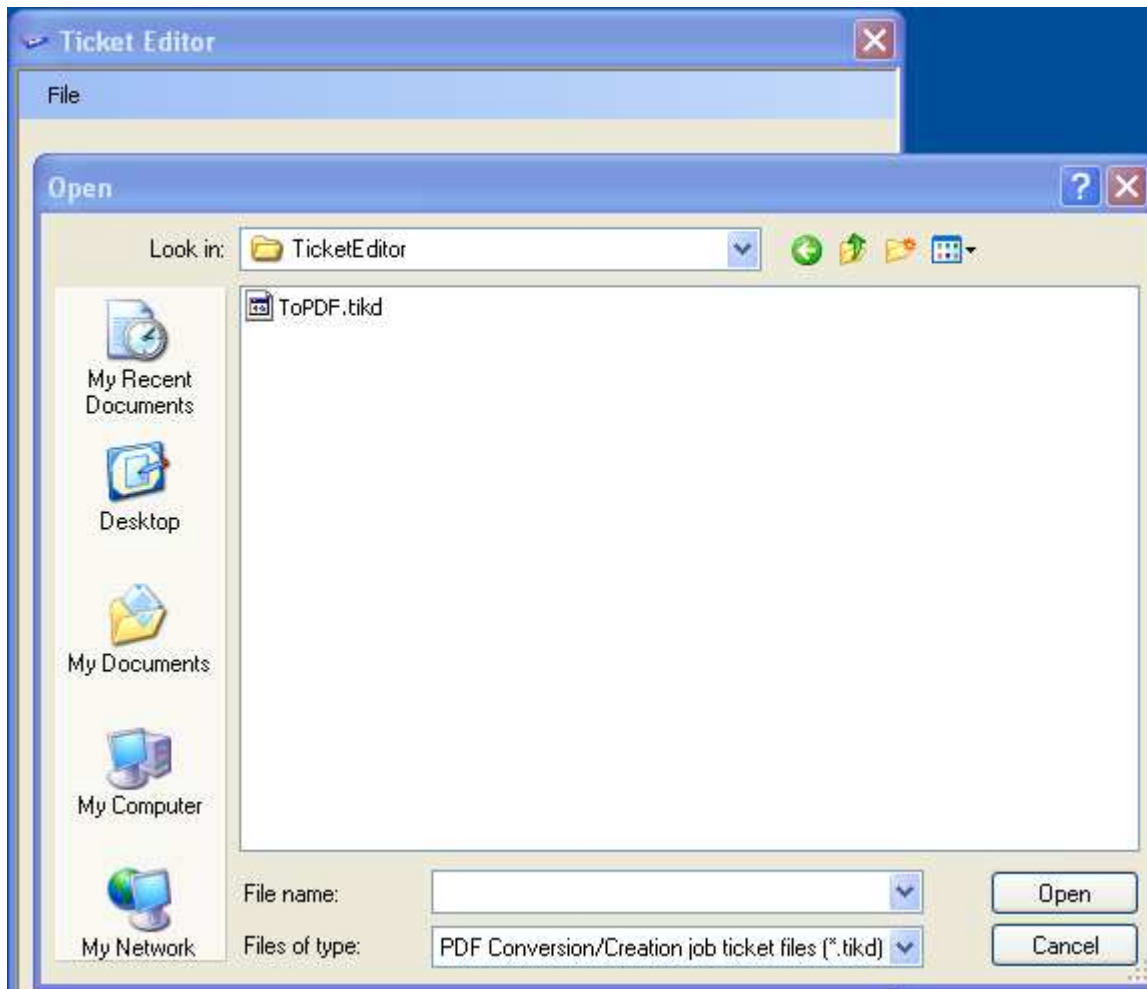 Ticket Editor
File
Open
Look in:
TicketEditor
ToPDF.tikd
My Recent
Documents
Desktop
My Documents
My Computer
My Network
File name:
Open
Files of type:
PDF Conversion/Creation job ticket files (*.tikd)
Cancel